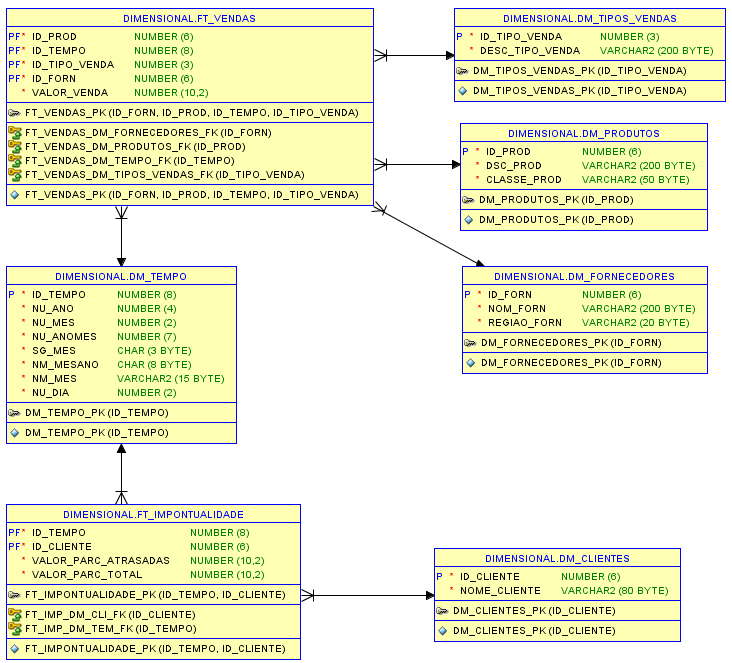 DIMENSIONAL.FT_VENDAS
PF* ID_PROD NUMBER (6)
PF* ID_TEMPO NUMBER (8)
PF* ID_TIPO_VENDA NUMBER (3)
PF* ID_FORN NUMBER (6)
* VALOR_VENDA NUMBER (10,2)
FT_VENDAS_PK (ID_FORN, ID_PROD, ID_TEMPO, ID_TIPO_VENDA)
FT_VENDAS_DM_FORNECEDORES_FK (ID_FORN)
FT_VENDAS_DM_PRODUTOS_FK (ID_PROD)
FT_VENDAS_DM_TEMPO_FK (ID_TEMPO)
FT_VENDAS_DM_TIPOS_VENDAS_FK (ID_TIPO_VENDA)
FT_VENDAS_PK (ID_FORN, ID_PROD, ID_TEMPO, ID_TIPO_VENDA)
DIMENSIONAL.DM_TIPOS_VENDAS
P * ID_TIPO_VENDA NUMBER (3)
* DESC_TIPO_VENDA VARCHAR2 (200 BYTE)
DM_TIPOS_VENDAS_PK (ID_TIPO_VENDA)
DM_TIPOS_VENDAS_PK (ID_TIPO_VENDA)
DIMENSIONAL.DM_PRODUTOS
P * ID_PROD NUMBER (6)
* DSC_PROD VARCHAR2 (200 BYTE)
* CLASSE_PROD VARCHAR2 (50 BYTE)
DM_PRODUTOS_PK (ID_PROD)
DM_PRODUTOS_PK (ID_PROD)
DIMENSIONAL.DM_TEMPO
P * ID_TEMPO NUMBER (8)
* NU_ANO NUMBER (4)
* NU_MES NUMBER (2)
* NU_ANOMES NUMBER (7)
* SG_MES CHAR (3 BYTE)
* NM_MESANO CHAR (8 BYTE)
* NM_MES VARCHAR2 (15 BYTE)
* NU_DIA NUMBER (2)
DM_TEMPO_PK (ID_TEMPO)
DM_TEMPO_PK (ID_TEMPO)
DIMENSIONAL.DM_FORNECEDORES
P * ID_FORN NUMBER (6)
* NOM_FORN VARCHAR2 (200 BYTE)
* REGIAO_FORN VARCHAR2 (20 BYTE)
DM_FORNECEDORES_PK (ID_FORN)
DM_FORNECEDORES_PK (ID_FORN)
DIMENSIONAL.FT_IMPONTUALIDADE
PF* ID_TEMPO NUMBER (8)
PF* ID_CLIENTE NUMBER (6)
* VALOR_PARC_ATRASADAS NUMBER (10,2)
* VALOR_PARC_TOTAL NUMBER (10,2)
FT_IMPONTUALIDADE_PK (ID_TEMPO, ID_CLIENTE)
FT_IMP_DM_CLI_FK (ID_CLIENTE)
FT_IMP_DM_TEM_FK (ID_TEMPO)
FT_IMPONTUALIDADE_PK (ID_TEMPO, ID_CLIENTE)
DIMENSIONAL.DM_CLIENTES
P * ID_CLIENTE NUMBER (6)
* NOME_CLIENTE VARCHAR2 (80 BYTE)
DM_CLIENTES_PK (ID_CLIENTE)
DM_CLIENTES_PK (ID_CLIENTE)